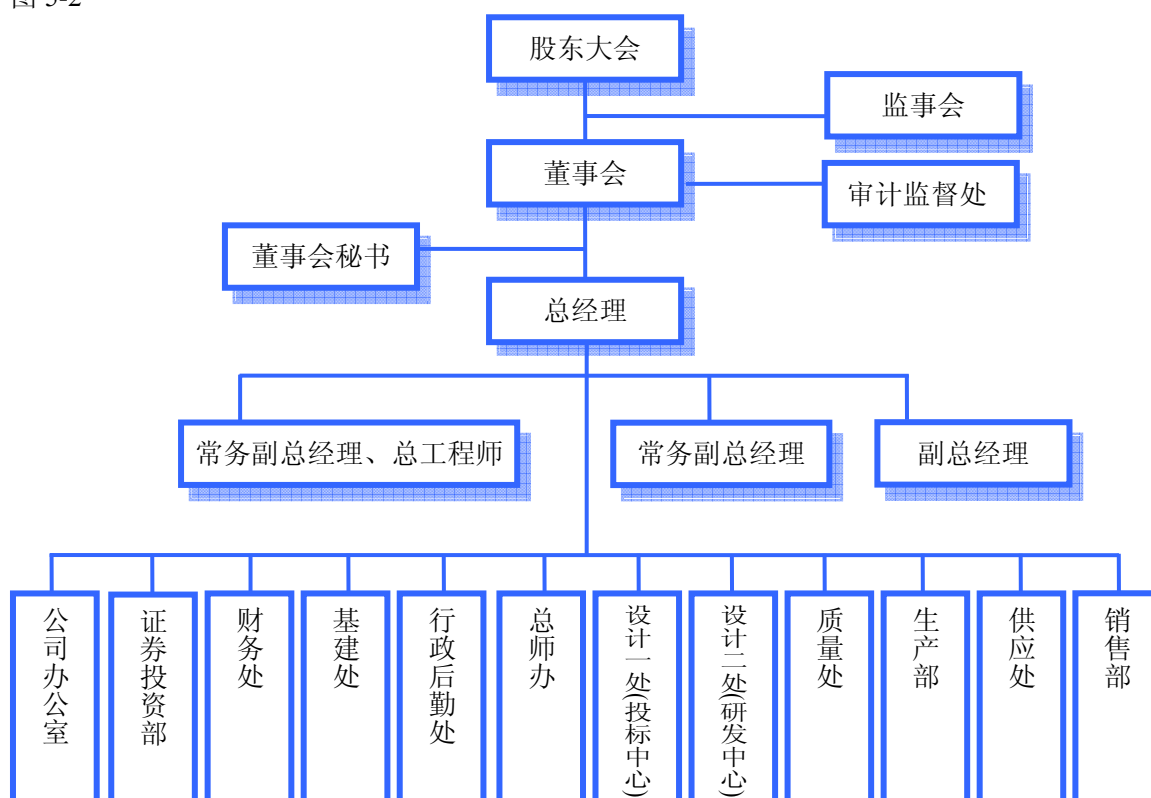 图 3-2
股东大会
监事会
董事会
审计监督处
董事会秘书
总经理
常务副总经理、总工程师
常务副总经理
副总经理
公司办公室
证券投资部
财务处
基建处
行政后勤处
总师办
设计一处(投标中心)
设计二处(研发中心)
质量处
生产部
供应处
销售部